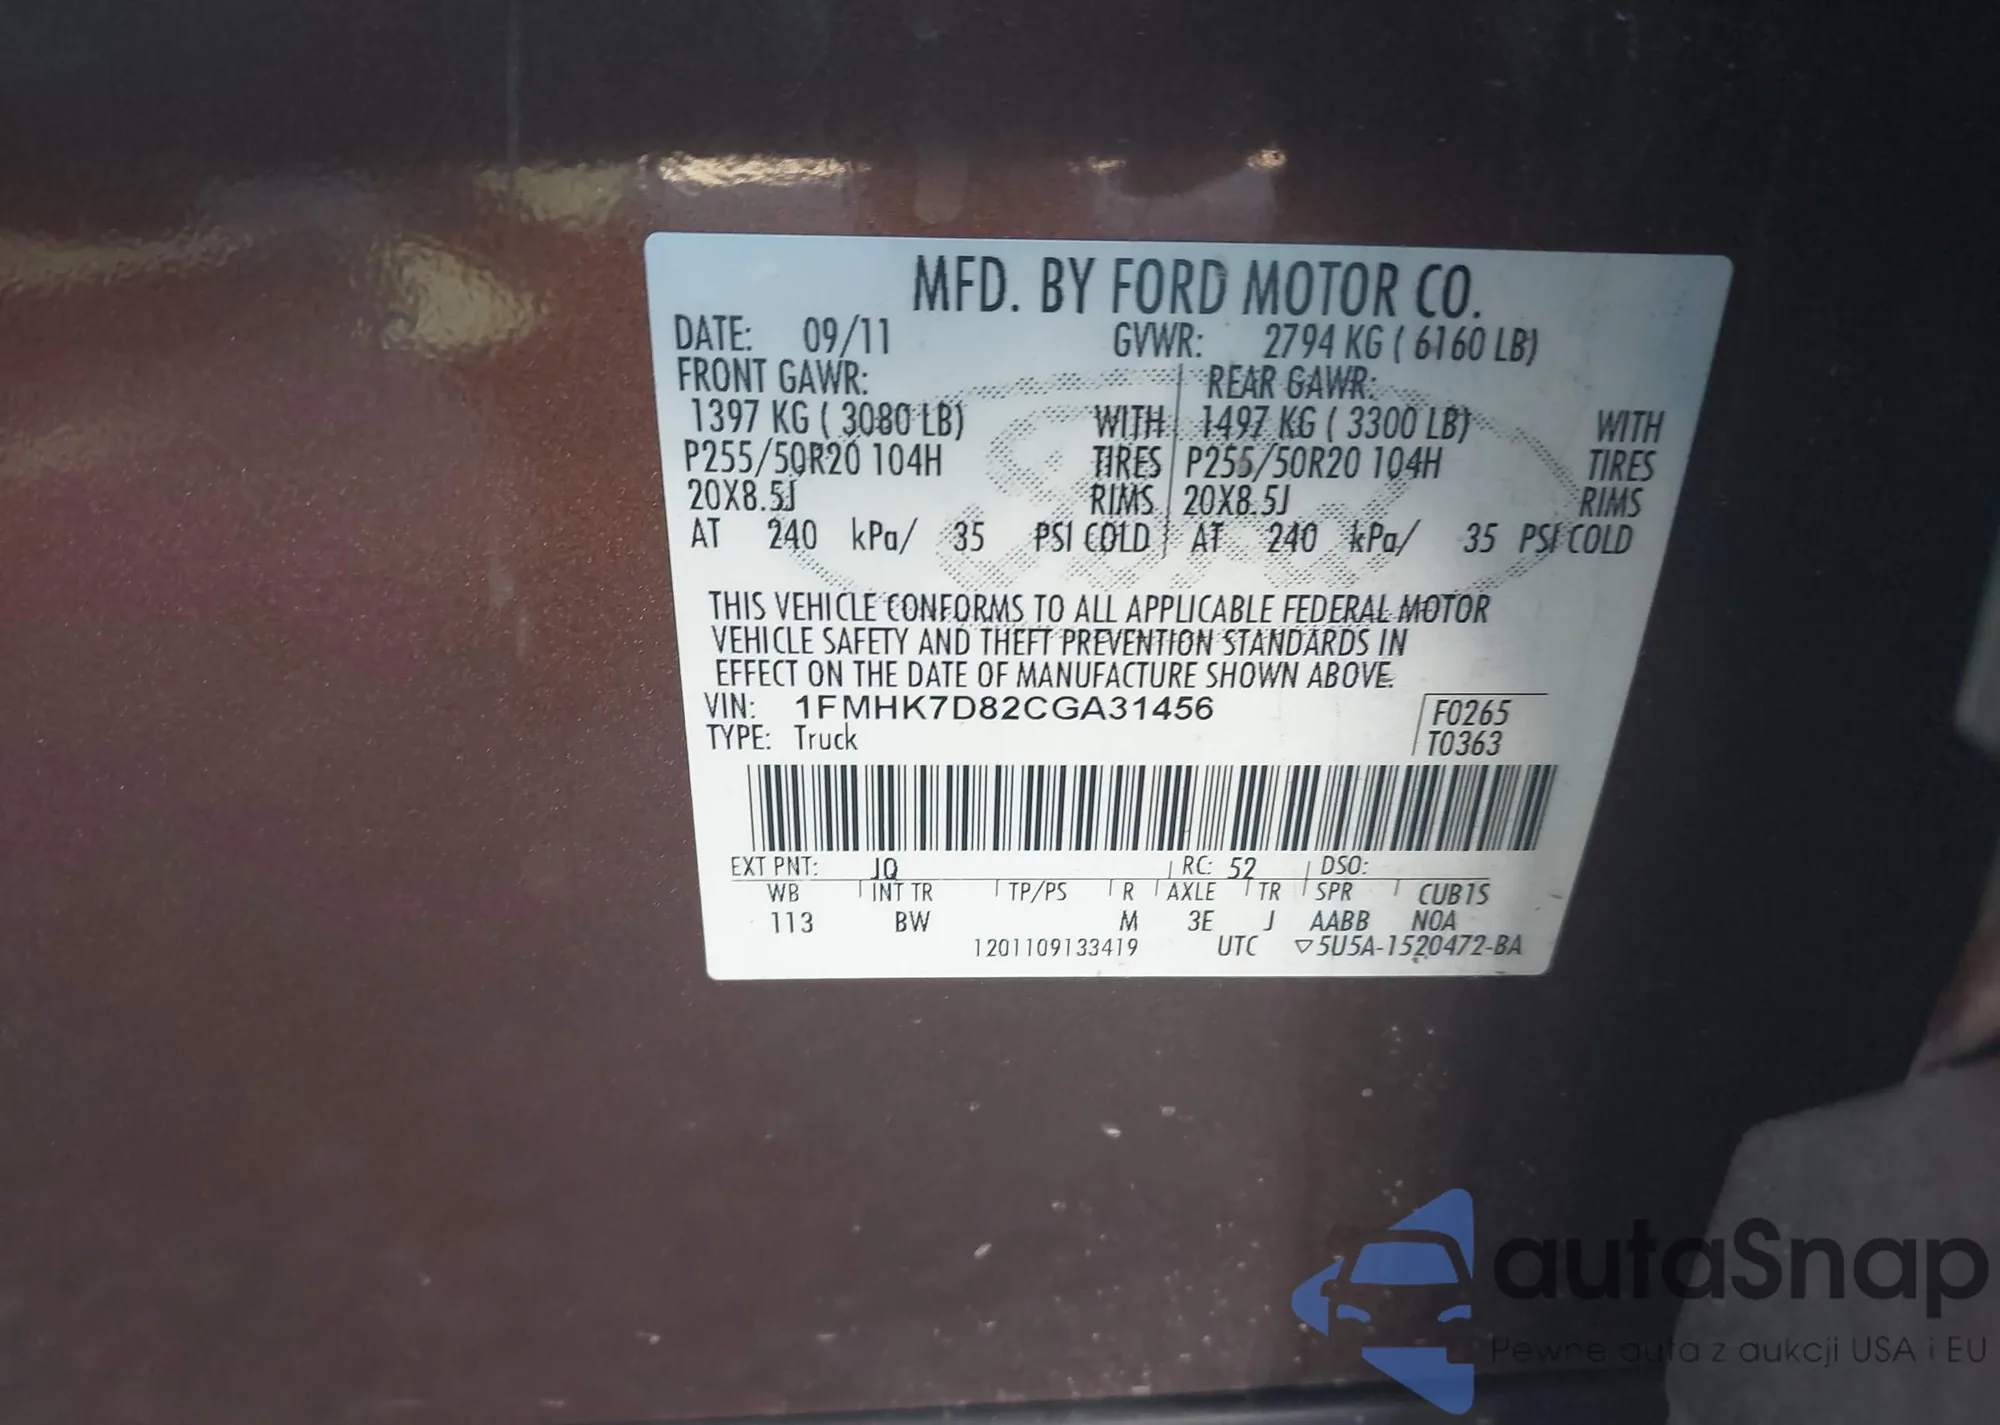 MFD. BY FORD MOTOR CO.
DATE: 09/11 GVWR: 2794 KG ( 6160 LB)
FRONT GAWR: REAR GAWR:
1397 KG ( 3080 LB) WITH 1497 KG ( 3300 LB) WITH
P255/50R20 104H TIRES P255/50R20 104H TIRES
20X8.5J RIMS 20X8.5J RIMS
AT 240 kPa/ 35 PSI COLD AT 240 kPa/ 35 PSI COLD
THIS VEHICLE CONFORMS TO ALL APPLICABLE FEDERAL MOTOR
VEHICLE SAFETY AND THEFT PREVENTION STANDARDS IN
EFFECT ON THE DATE OF MANUFACTURE SHOWN ABOVE.
VIN: 1FMHK7D82CGA31456 F0265
TYPE: Truck T0363
EXT PNT: JQ RC: 52 DSO:
WB INT TR TP/PS R AXLE TR SPR CUB1S
113 BW M 3E J AABB NOA
1201109133419 UTC ▽5U5A-1520472-BA
autaSnap
Pewne auta z aukcji USA i EU